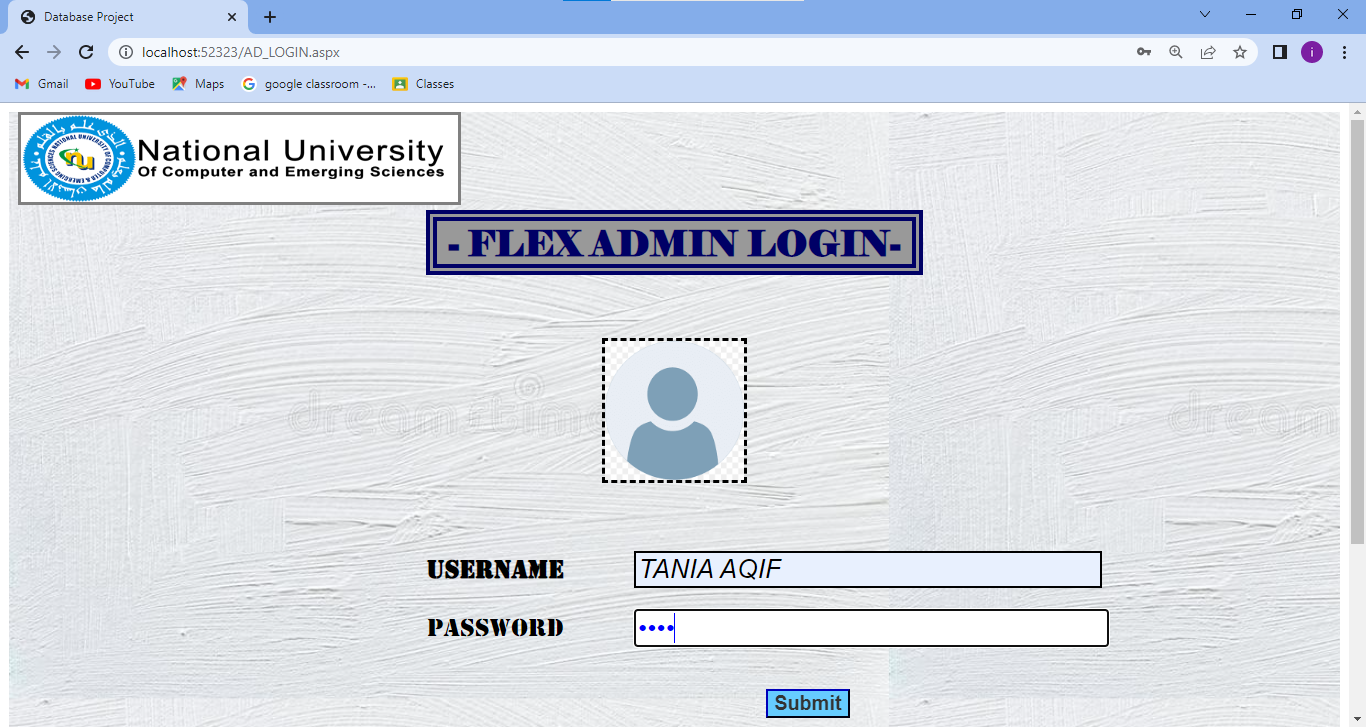 Database Project
localhost:52323/AD_LOGIN.aspx
i
Gmail
YouTube
Maps
google classroom -...
Classes
National University
Of Computer and Emerging Sciences
- FLEX ADMIN LOGIN-
USERNAME
TANIA AQIF
PASSWORD
••••
Submit